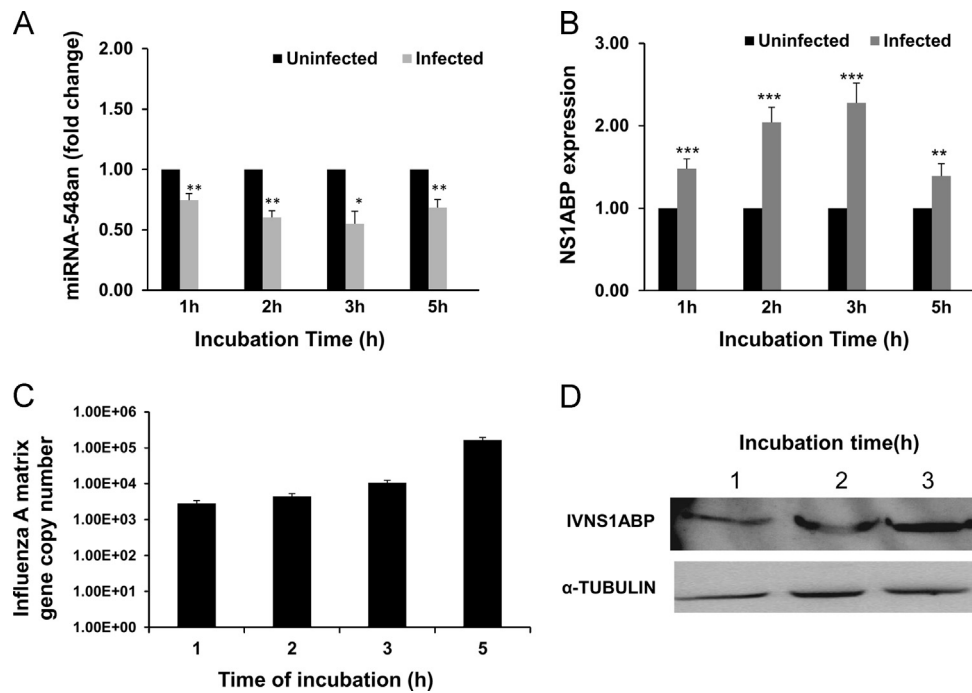 A
miRNA-548an (fold change)
2.00
1.00
0.50
0.00
Uninfected
Infected
**
**
*
**
1h
2h
3h
5h
Incubation Time (h)
B
NS1ABP expression
3.00
2.00
1.00
0.00
Uninfected
Infected
***
***
***
**
1h
2h
3h
5h
Incubation Time (h)
C
Influenza A matrix
gene copy number
1.00E+06
1.00E+05
1.00E+04
1.00E+03
1.00E+02
1.00E+01
1.00E+00
1
2
3
5
Time of incubation (h)
D
Incubation time(h)
1
2
3
IVNS1ABP
α-TUBULIN